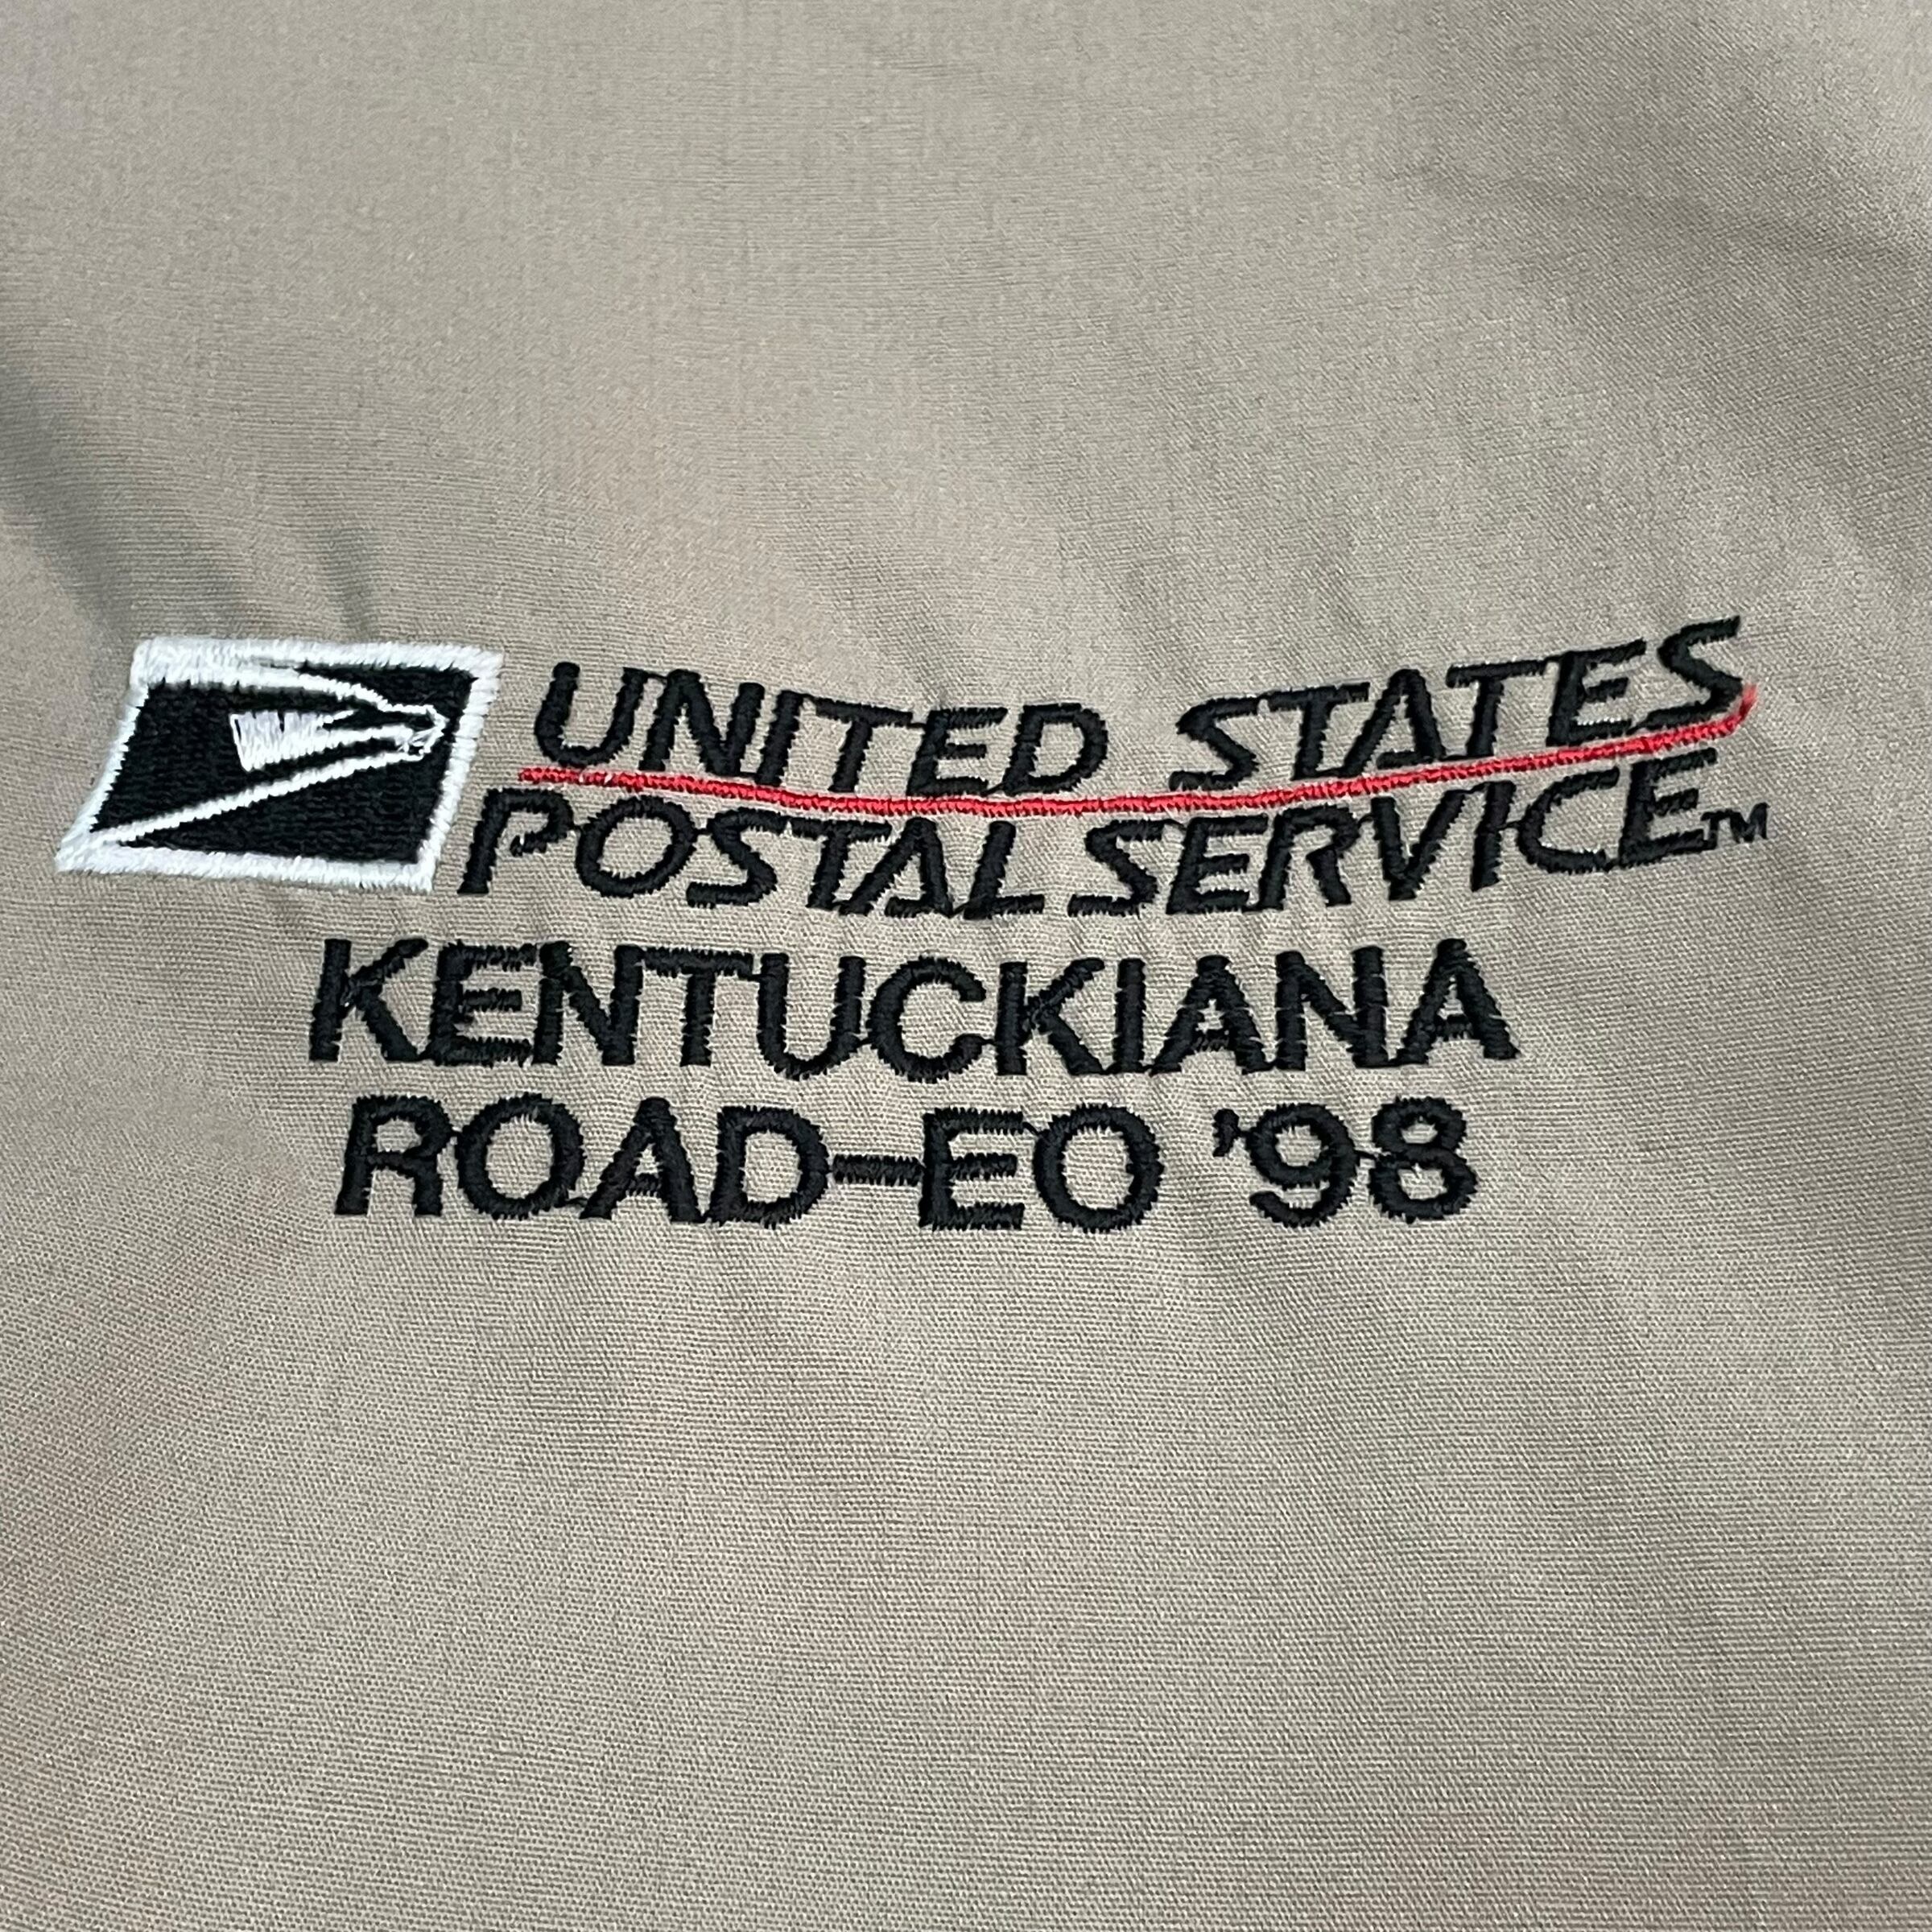 UNITED STATES
POSTAL SERVICE™
KENTUCKIANA
ROAD-EO '98